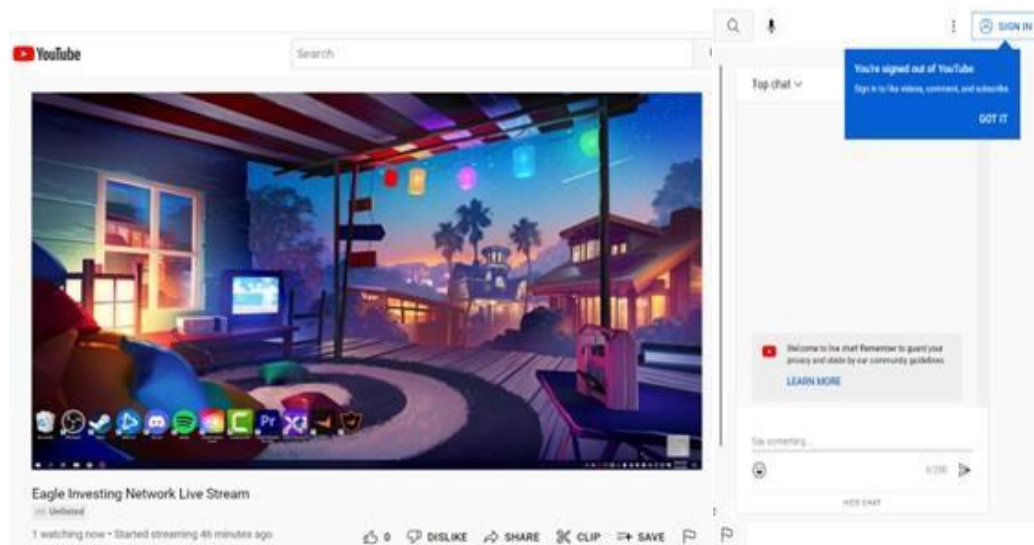 YouTube
Search
SIGN IN
You're signed out of YouTube
Sign in to like videos, comment, and subscribe.
GOT IT
Top chat
Welcome to live chat! Remember to guard your
privacy and abide by our community guidelines.
LEARN MORE
Say something...
0/200
HIDE CHAT
Pr
Eagle Investing Network Live Stream
Unlisted
1 watching now • Started streaming 46 minutes ago
0
DISLIKE
SHARE
CLIP
SAVE